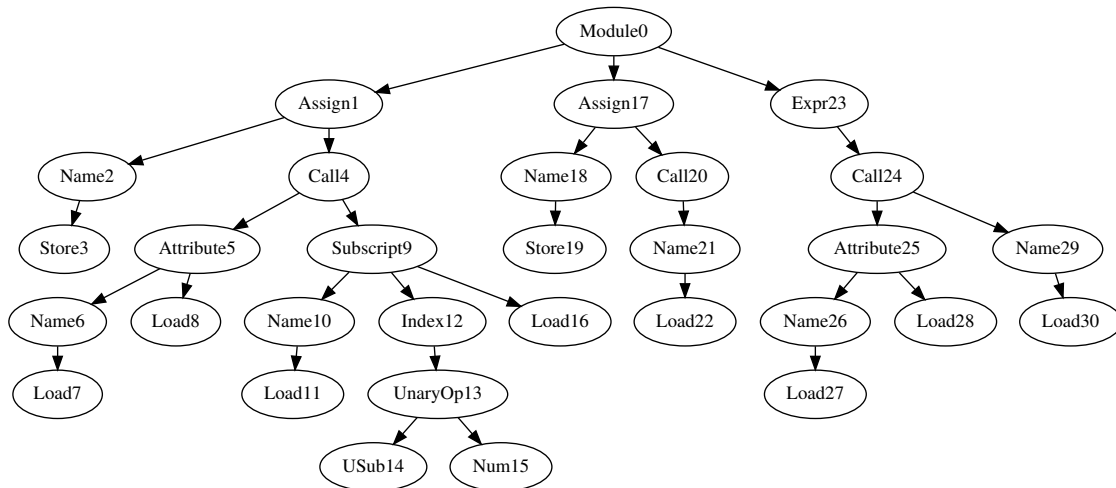 Module0
Assign1 Assign17 Expr23
Name2 Call4 Name18 Call20 Call24
Store3 Attribute5 Subscript9 Store19 Name21 Attribute25 Name29
Name6 Load8 Name10 Index12 Load16 Load22 Name26 Load28 Load30
Load7 Load11 UnaryOp13 Load27
USub14 Num15